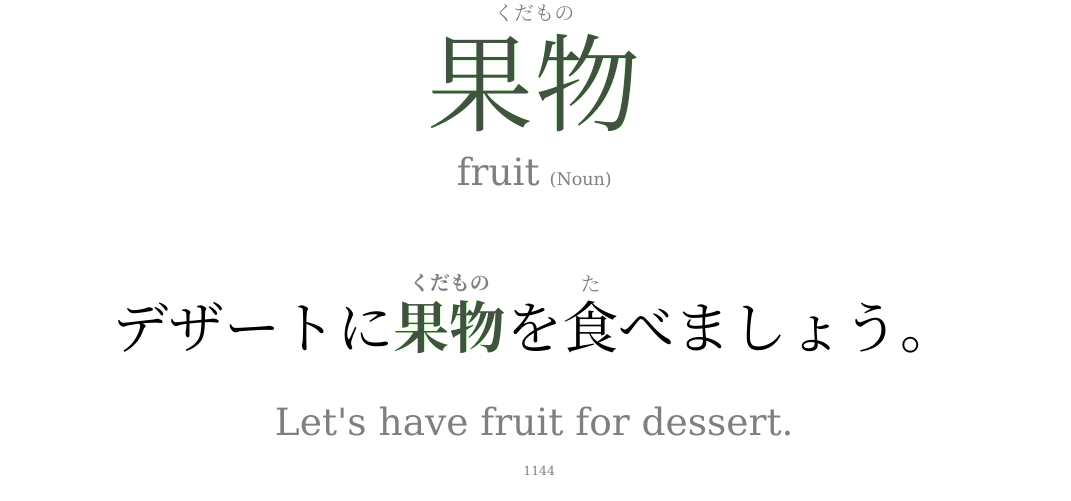 くだもの
果物
fruit (Noun)
くだもの た
デザートに果物を食べましょう。
Let's have fruit for dessert.
1144